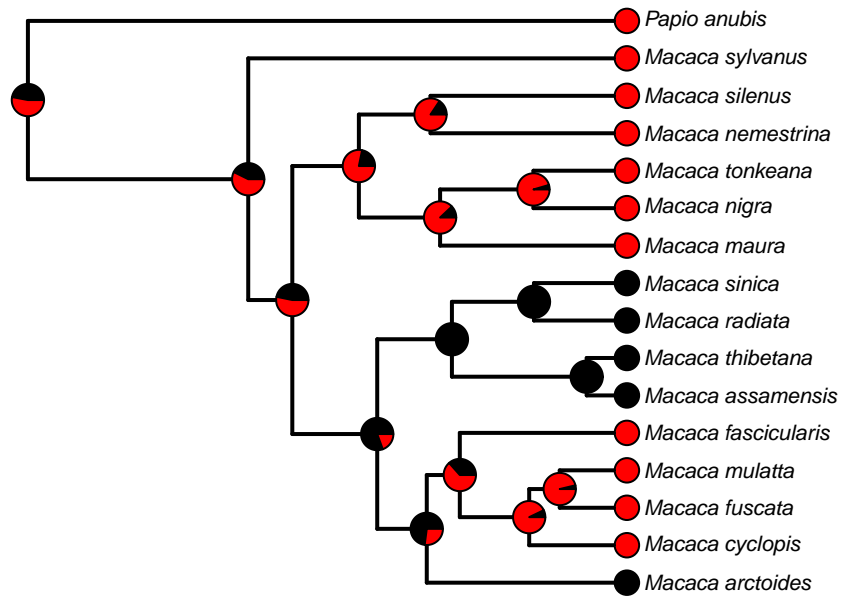 Papio anubis
Macaca sylvanus
Macaca silenus
Macaca nemestrina
Macaca tonkeana
Macaca nigra
Macaca maura
Macaca sinica
Macaca radiata
Macaca thibetana
Macaca assamensis
Macaca fascicularis
Macaca mulatta
Macaca fuscata
Macaca cyclopis
Macaca arctoides